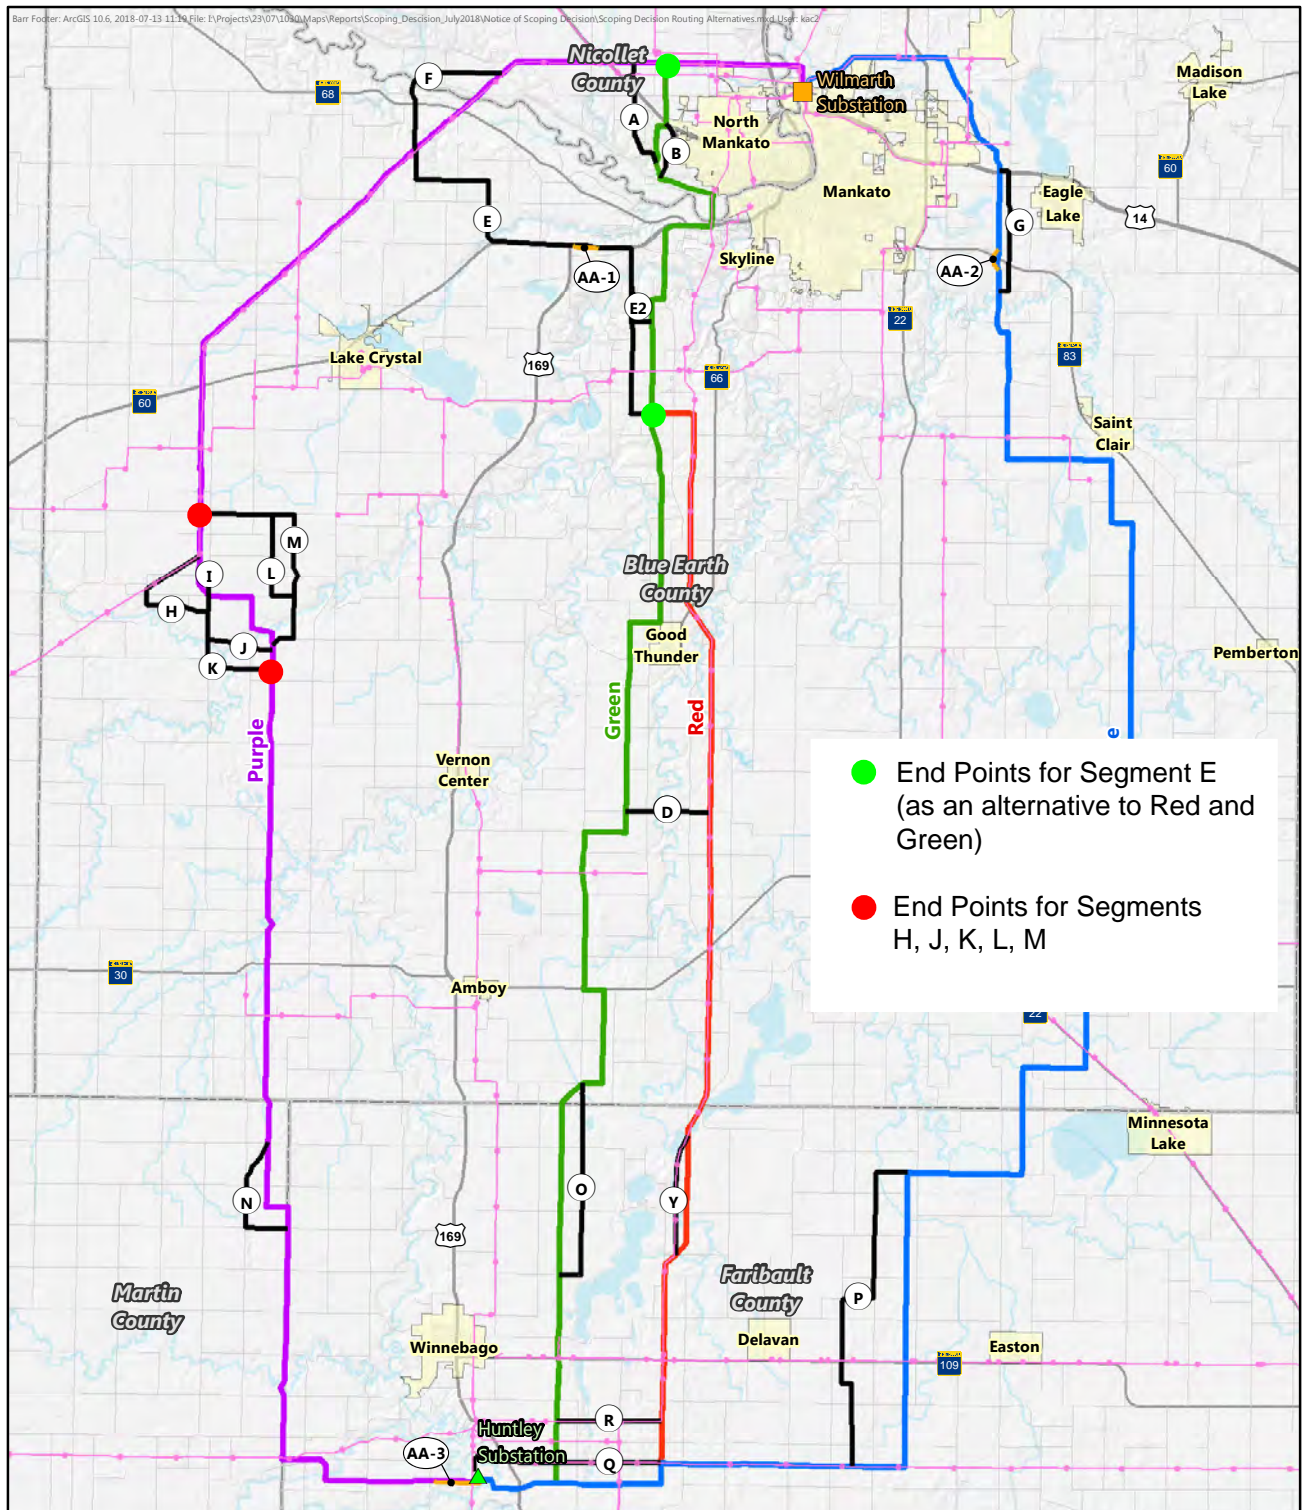 Barr Footer: ArcGIS 10.6, 2018-07-13 11:19 File: I:\Projects\23\07\1030\Maps\Reports\Scoping_Descision_July2018\Notice of Scoping Decision\Scoping Decision Routing Alternatives.mxd User: kac2
Nicollet
County
F
68
Wilmarth
Substation
Madison
Lake
A
B
North
Mankato
60
Mankato
Eagle
Lake
14
G
E
Skyline
AA-1
AA-2
E2
22
Lake Crystal
169
83
66
60
Saint
Clair
M
I
L
H
Blue Earth
County
J
K
Good
Thunder
Pemberton
Green
Red
Purple
e
Vernon
Center
End Points for Segment E
(as an alternative to Red and
Green)
D
End Points for Segments
H, J, K, L, M
30
Amboy
22
Minnesota
Lake
N
O
Y
169
Martin
County
Faribault
County
P
Winnebago
Delavan
Easton
109
R
Huntley
Substation
AA-3
Q